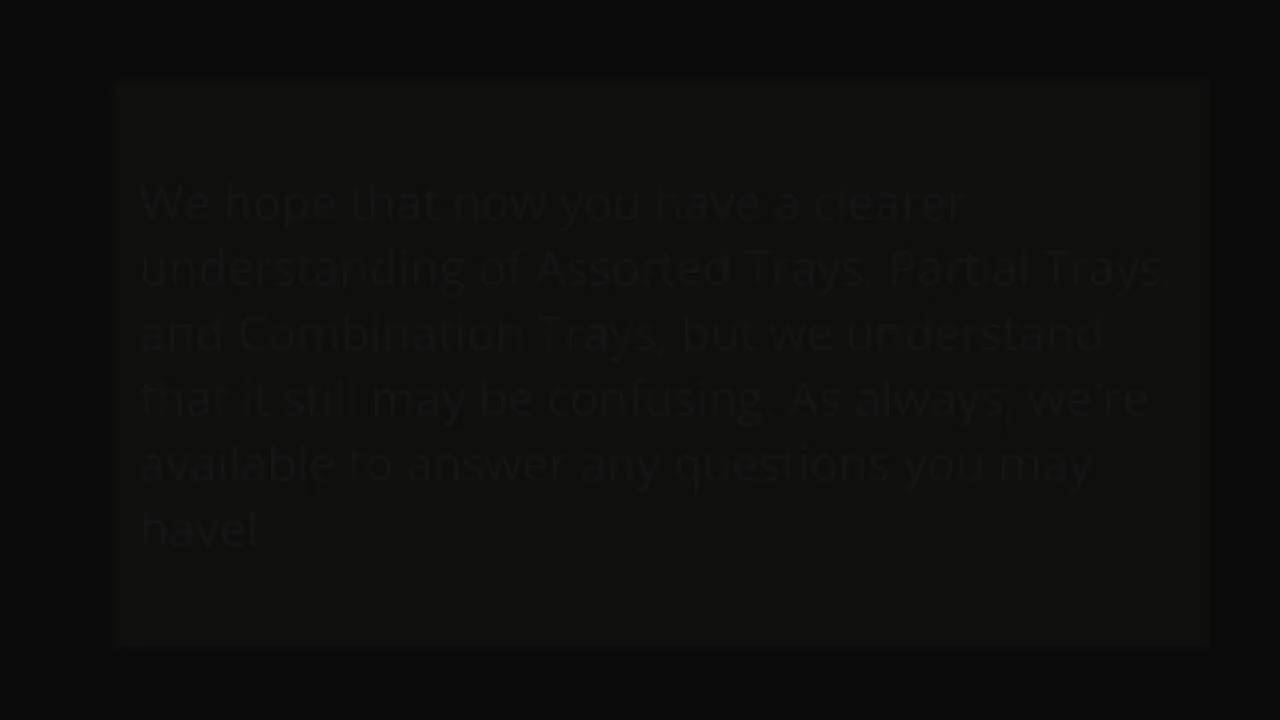 We hope that now you have a clearer
understanding of Assorted Trays, Partial Trays,
and Combination Trays, but we understand
that it still may be confusing. As always, we're
available to answer any questions you may
have!